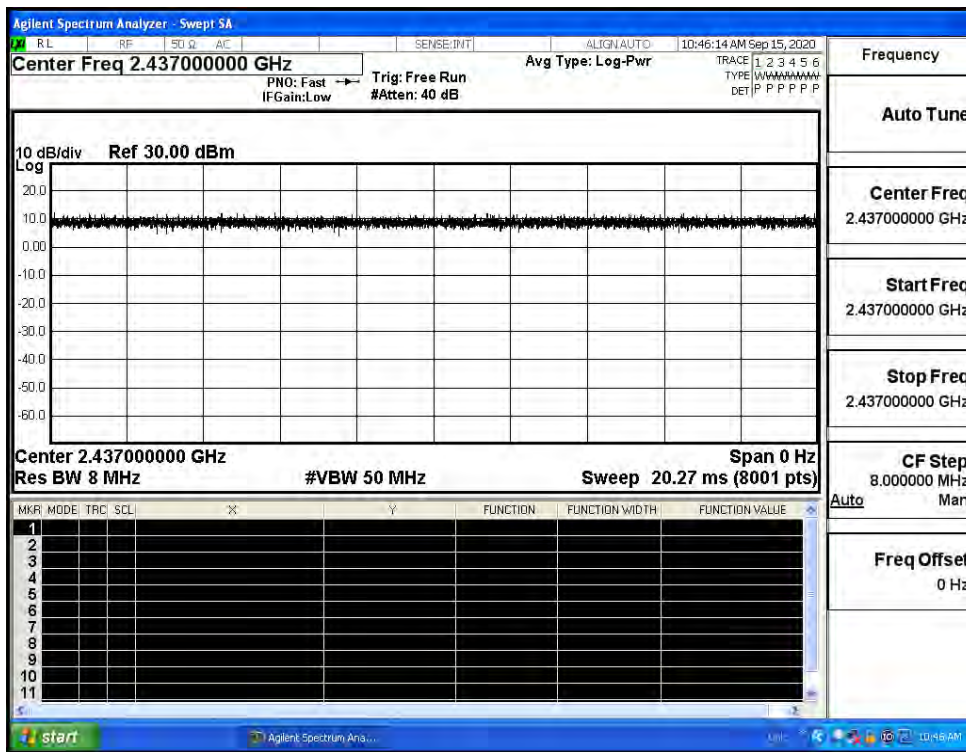 Agilent Spectrum Analyzer - Swept SA
LXI RL RF 50 Ω AC SENSE:INT ALIGN AUTO 10:46:14 AM Sep 15, 2020
Center Freq 2.437000000 GHz Avg Type: Log-Pwr TRACE 1 2 3 4 5 6
PNO: Fast Trig: Free Run TYPE WWWWWW
IFGain:Low #Atten: 40 dB DET P P P P P P
Frequency
Auto Tune
10 dB/div Ref 30.00 dBm
Log
20.0
10.0
0.00
-10.0
-20.0
-30.0
-40.0
-50.0
-60.0
Center Freq
2.437000000 GHz
Start Freq
2.437000000 GHz
Stop Freq
2.437000000 GHz
CF Step
8.000000 MHz
Auto Man
Freq Offset
0 Hz
Center 2.437000000 GHz Span 0 Hz
Res BW 8 MHz #VBW 50 MHz Sweep 20.27 ms (8001 pts)
MKR MODE TRC SCL X Y FUNCTION FUNCTION WIDTH FUNCTION VALUE
1
2
3
4
5
6
7
8
9
10
11
start Agilent Spectrum Ana... 10:46 AM